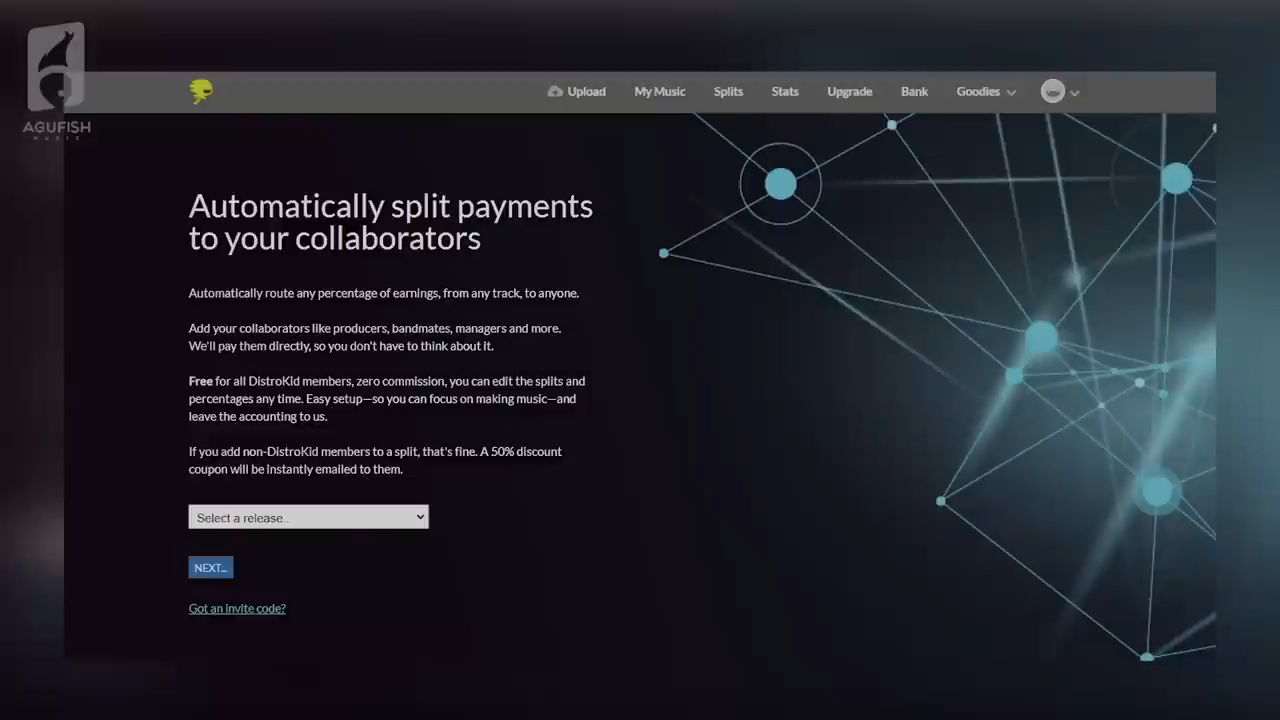 AGUFISH
MUSIC
Upload My Music Splits Stats Upgrade Bank Goodies
Automatically split payments
to your collaborators
Automatically route any percentage of earnings, from any track, to anyone.
Add your collaborators like producers, bandmates, managers and more.
We'll pay them directly, so you don't have to think about it.
Free for all DistroKid members, zero commission, you can edit the splits and
percentages any time. Easy setup—so you can focus on making music—and
leave the accounting to us.
If you add non-DistroKid members to a split, that's fine. A 50% discount
coupon will be instantly emailed to them.
Select a release...
NEXT...
Got an invite code?